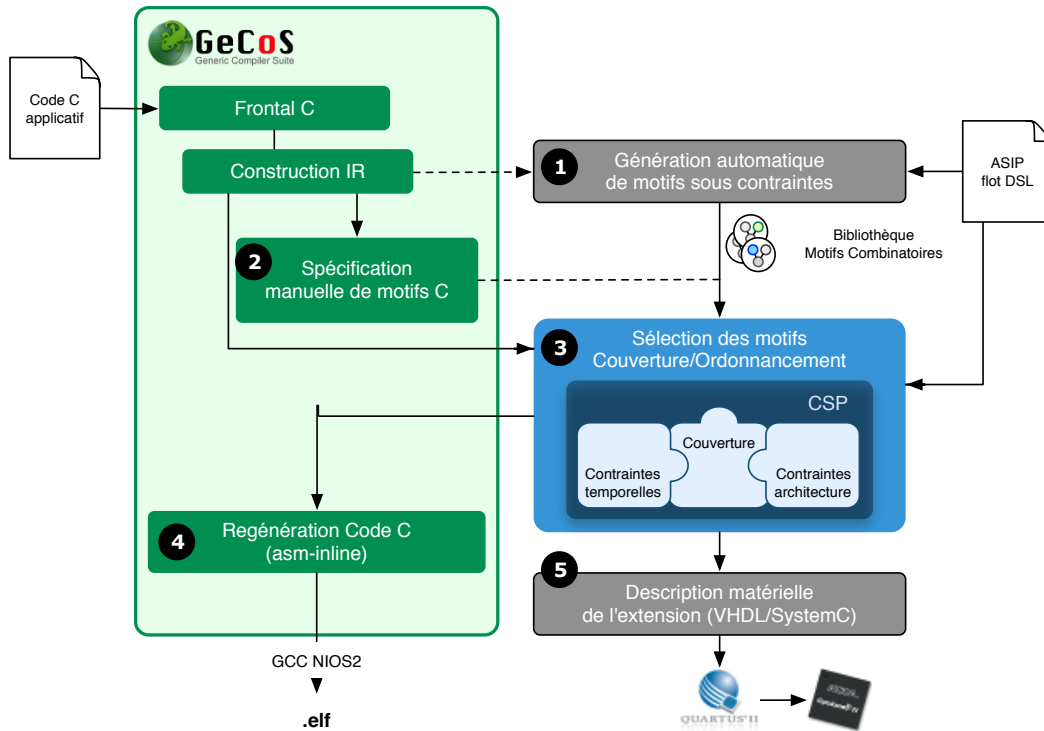 GeCoS
Generic Compiler Suite
Code C
applicatif
Frontal C
Construction IR
1
Génération automatique
de motifs sous contraintes
ASIP
flot DSL
Bibliothèque
Motifs Combinatoires
2
Spécification
manuelle de motifs C
3
Sélection des motifs
Couverture/Ordonnancement
CSP
Couverture
Contraintes
temporelles
Contraintes
architecture
4
Regénération Code C
(asm-inline)
5
Description matérielle
de l'extension (VHDL/SystemC)
GCC NIOS2
.elf
QUARTUS II